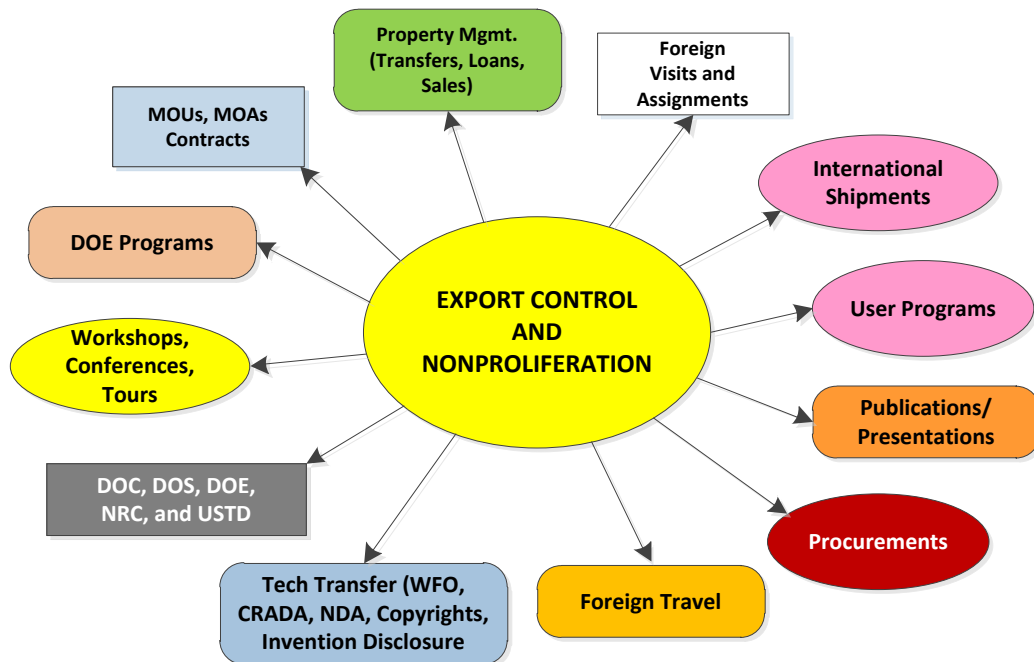 Property Mgmt.
(Transfers, Loans,
Sales)
Foreign
Visits and
Assignments
MOUs, MOAs
Contracts
International
Shipments
DOE Programs
EXPORT CONTROL
AND
NONPROLIFERATION
User Programs
Workshops,
Conferences,
Tours
Publications/
Presentations
DOC, DOS, DOE,
NRC, and USTD
Procurements
Tech Transfer (WFO,
CRADA, NDA, Copyrights,
Invention Disclosure
Foreign Travel